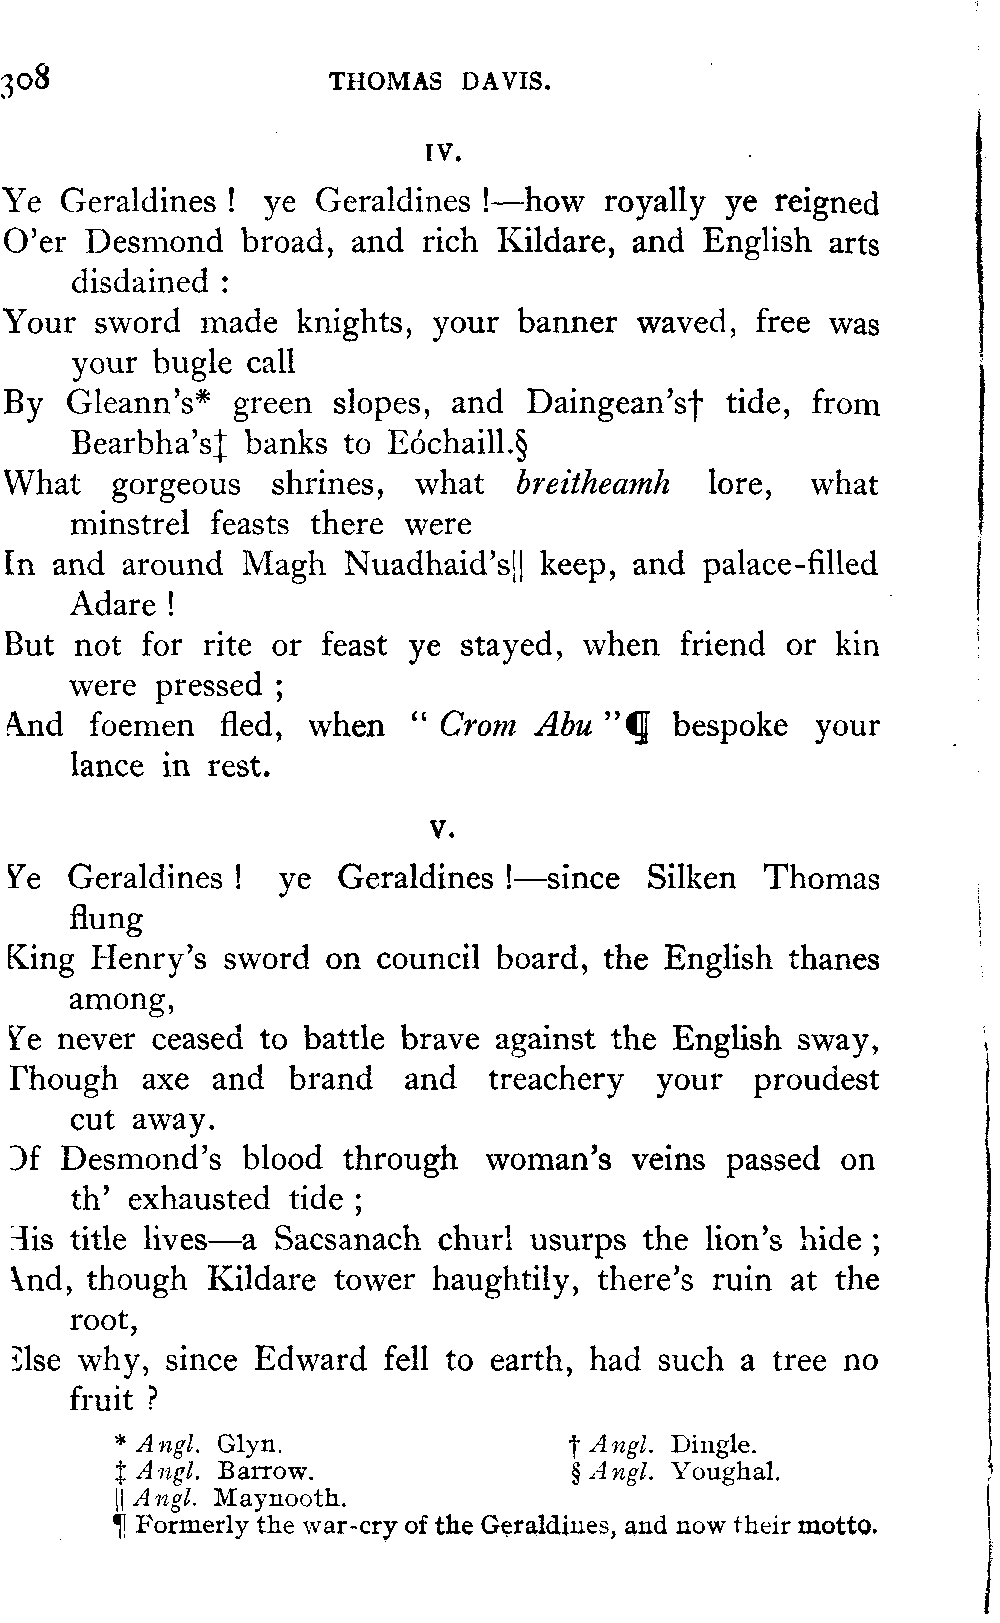 308 THOMAS DAVIS.
IV.
Ye Geraldines ! ye Geraldines !—how royally ye reigned
O'er Desmond broad, and rich Kildare, and English arts
disdained :
Your sword made knights, your banner waved, free was
your bugle call
By Gleann's* green slopes, and Daingean's† tide, from
Bearbha's‡ banks to Eóchaill.§
What gorgeous shrines, what breitheamh lore, what
minstrel feasts there were
In and around Magh Nuadhaid's|| keep, and palace-filled
Adare !
But not for rite or feast ye stayed, when friend or kin
were pressed ;
And foemen fled, when " Crom Abu "¶ bespoke your
lance in rest.
V.
Ye Geraldines ! ye Geraldines !—since Silken Thomas
flung
King Henry's sword on council board, the English thanes
among,
Ye never ceased to battle brave against the English sway,
Though axe and brand and treachery your proudest
cut away.
Of Desmond's blood through woman's veins passed on
th' exhausted tide ;
His title lives—a Sacsanach churl usurps the lion's hide ;
And, though Kildare tower haughtily, there's ruin at the
root,
Else why, since Edward fell to earth, had such a tree no
fruit ?
* Angl. Glyn. † Angl. Dingle.
‡ Angl. Barrow. § Angl. Youghal.
|| Angl. Maynooth.
¶ Formerly the war-cry of the Geraldines, and now their motto.